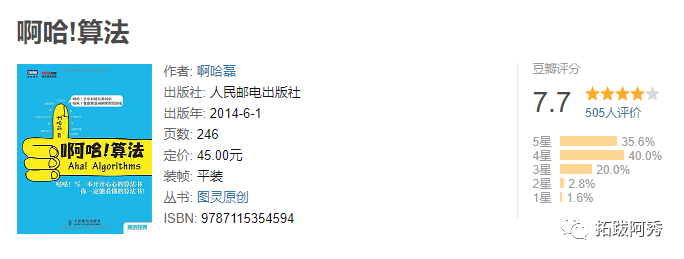 啊哈!算法
作者: 啊哈磊
出版社: 人民邮电出版社
出版年: 2014-6-1
页数: 246
定价: 45.00元
装帧: 平装
丛书: 图灵原创
ISBN: 9787115354594
啊哈!算法
Aha! Algorithms
豆瓣评分
7.7
505人评价
5星 35.6%
4星 40.0%
3星 20.0%
2星 2.8%
1星 1.6%
拓跋阿秀